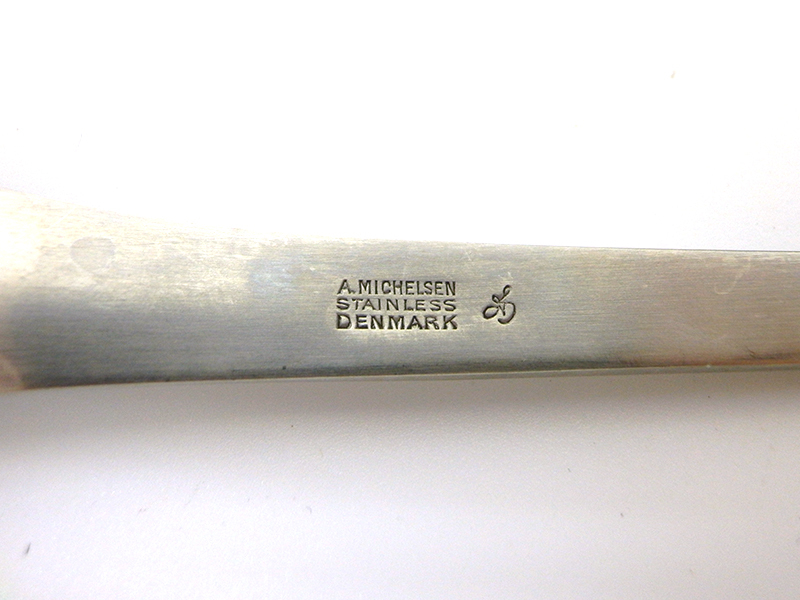 A. MICHELSEN
STAINLESS
DENMARK